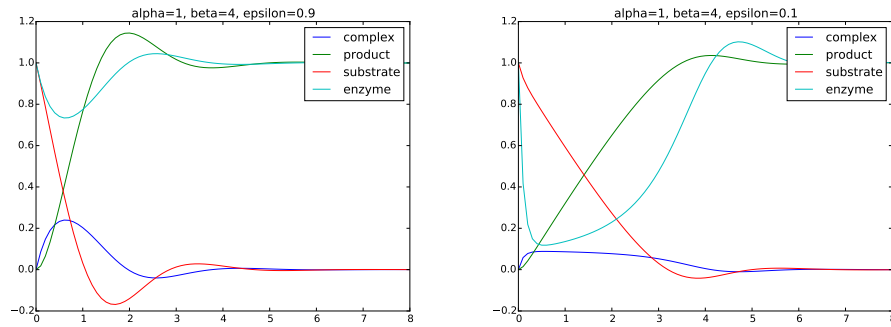 alpha=1, beta=4, epsilon=0.9
1.2
1.0
0.8
0.6
0.4
0.2
0.0
−0.2
0 1 2 3 4 5 6 7 8
complex
product
substrate
enzyme
alpha=1, beta=4, epsilon=0.1
1.2
1.0
0.8
0.6
0.4
0.2
0.0
−0.2
0 1 2 3 4 5 6 7 8
complex
product
substrate
enzyme